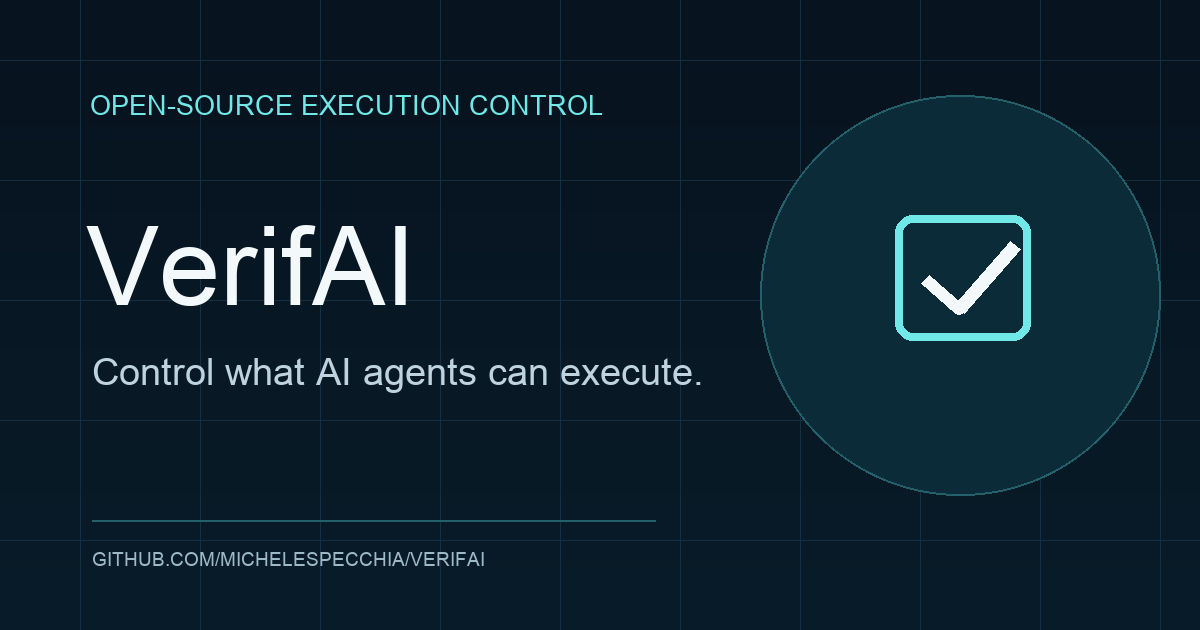 OPEN-SOURCE EXECUTION CONTROL
VerifAI
Control what AI agents can execute.
GITHUB.COM/MICHELESPECCHIA/VERIFAI